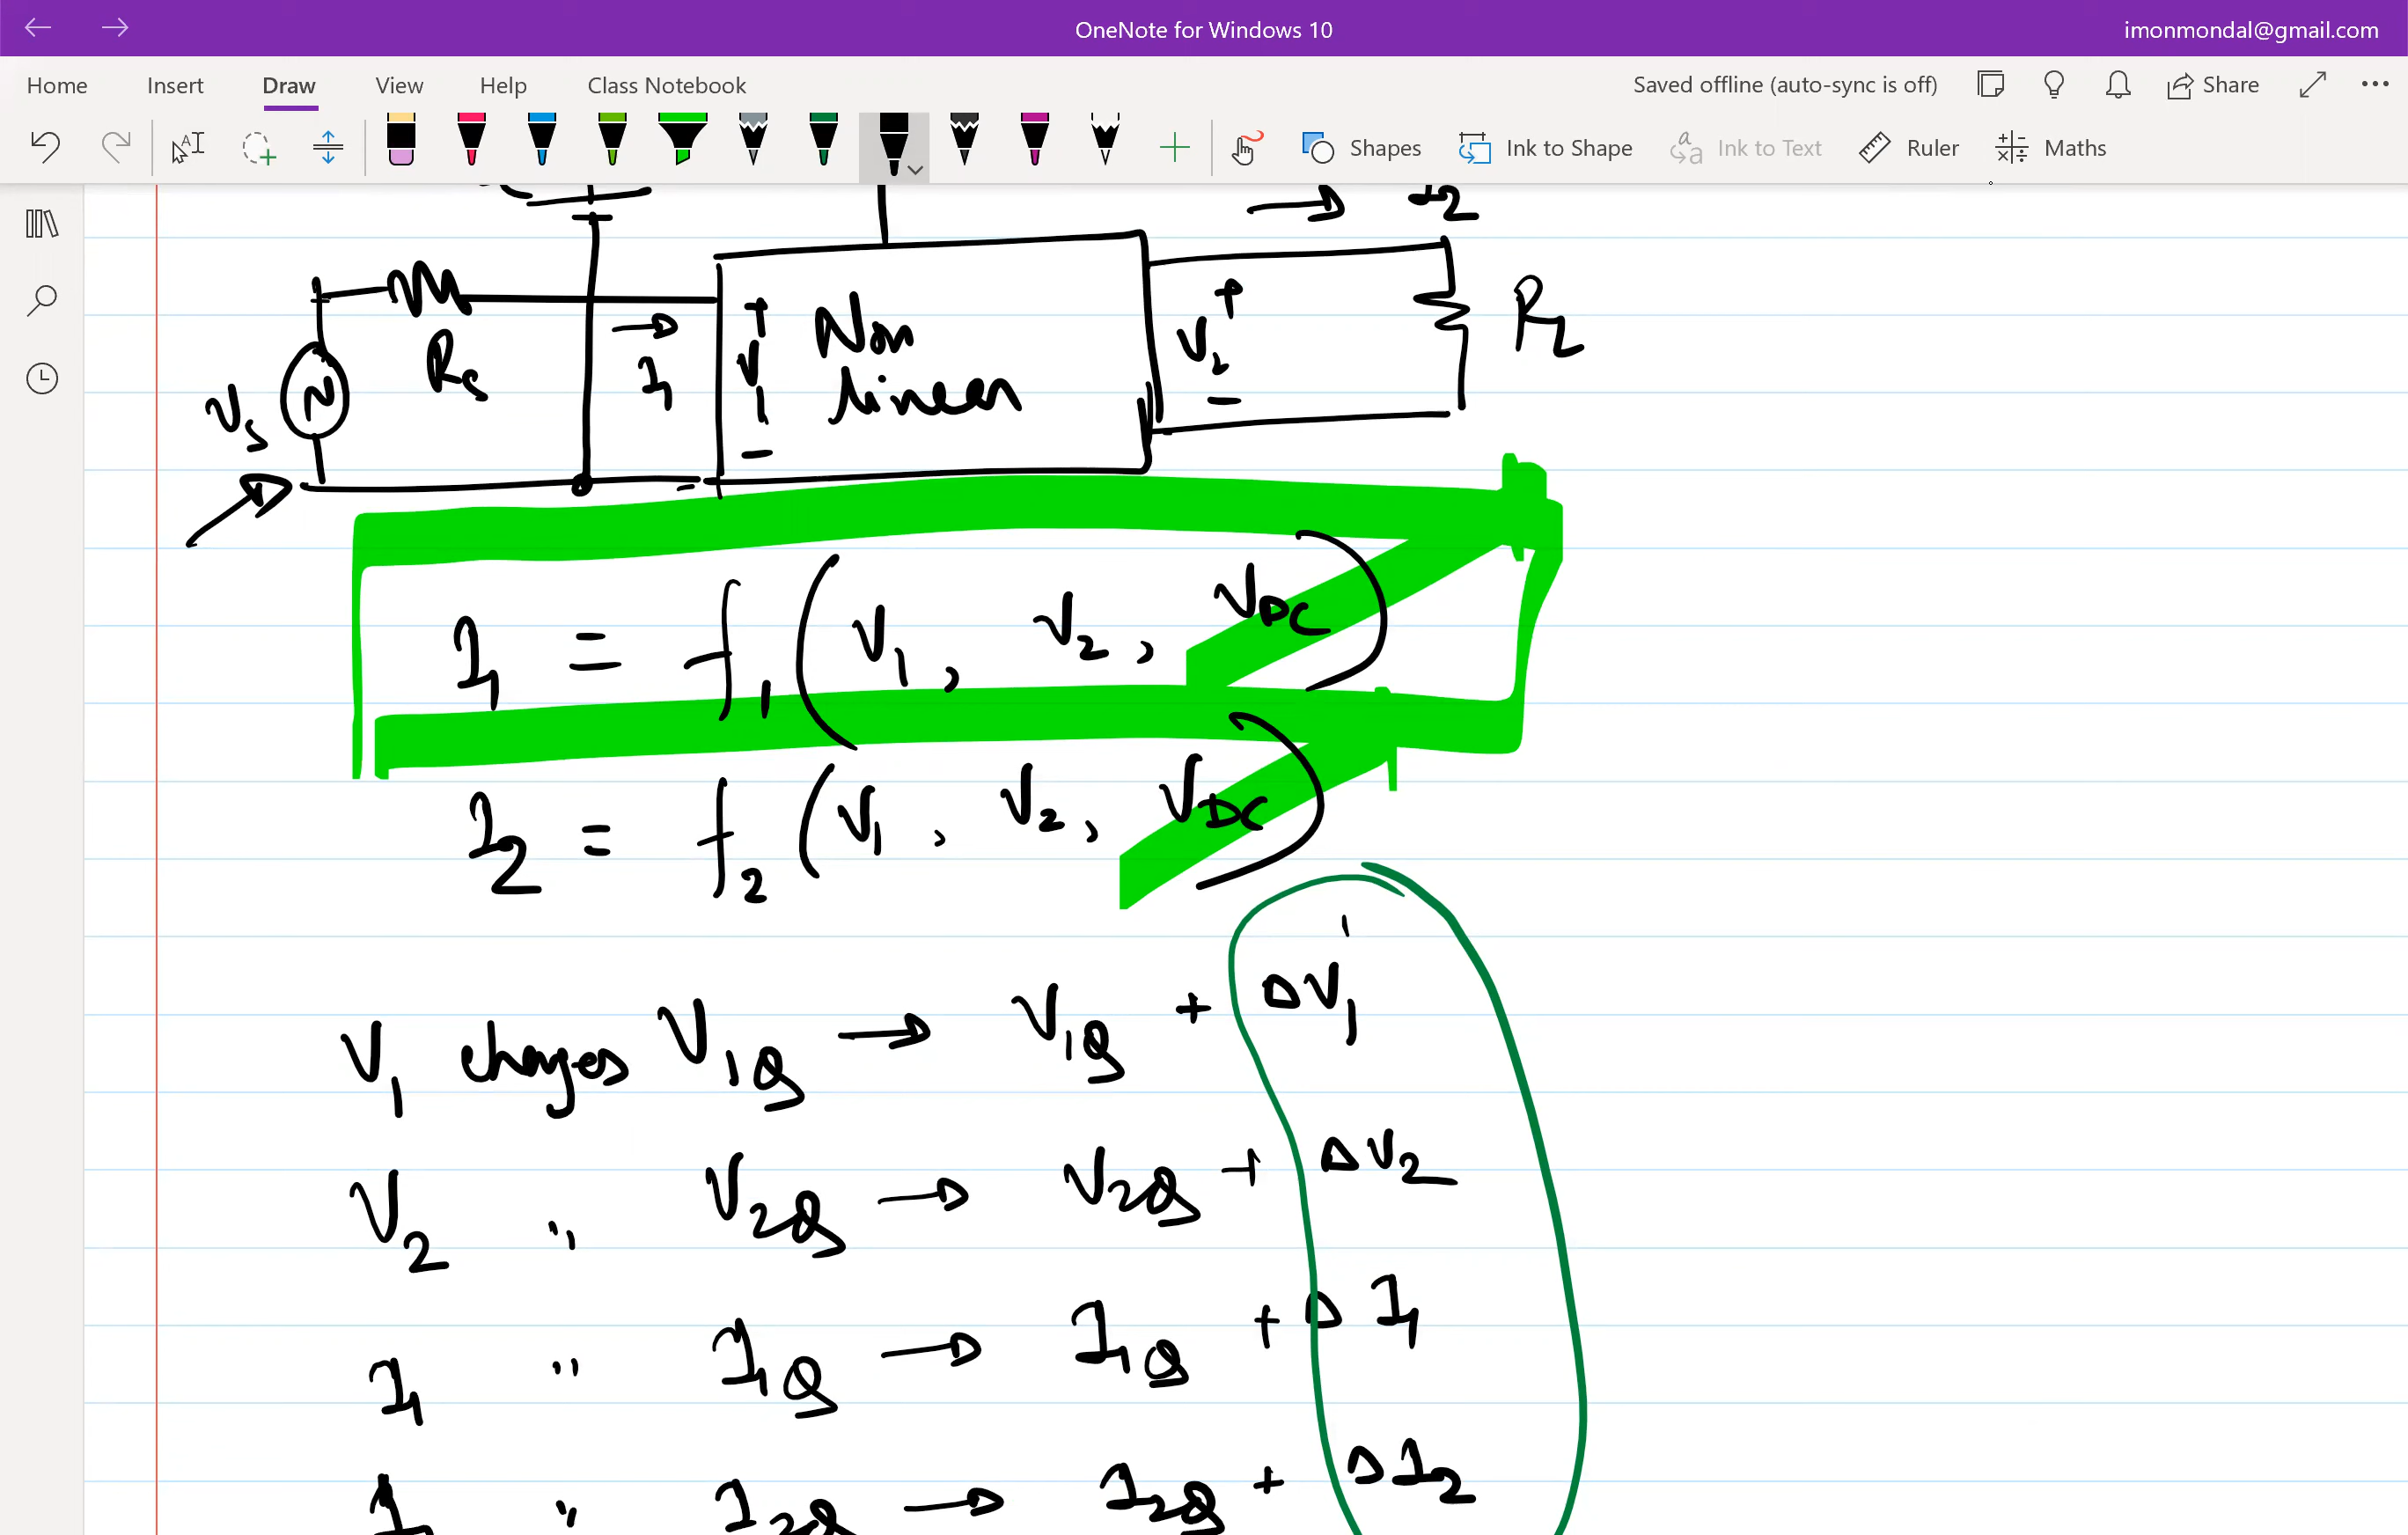 OneNote for Windows 10
imonmondal@gmail.com
Home Insert Draw View Help Class Notebook
Saved offline (auto-sync is off) Share
Shapes Ink to Shape Ink to Text Ruler Maths
I2
Rs I1 + V1 - Non linear + V2 - RL
Vs
I1 = f1 (V1, V2, VDC)
I2 = f2 (V1, V2, VDC)
V1 changes V1Q → V1Q + ΔV1
V2 " V2Q → V2Q + ΔV2
I1 " I1Q → I1Q + ΔI1
" I2Q → I2Q + ΔI2